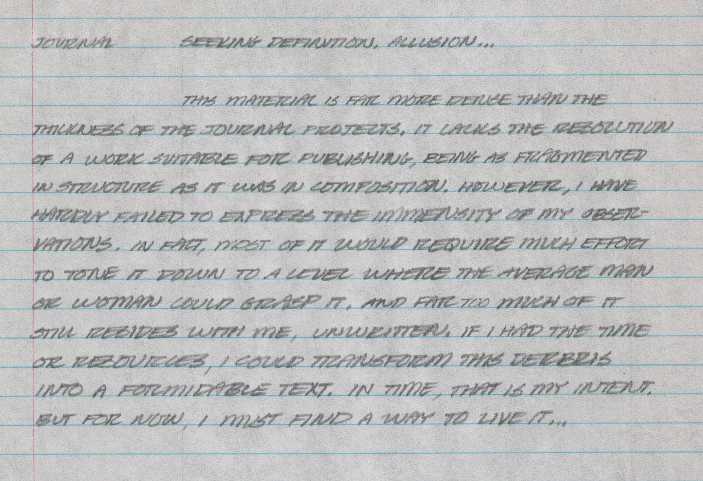 JOURNAL SEEKING DEFINITION, ALLUSION...
THIS MATERIAL IS FAR MORE DENSE THAN THE
THICKNESS OF THE JOURNAL PROJECTS. IT LACKS THE RESOLUTION
OF A WORK SUITABLE FOR PUBLISHING, BEING AS FRAGMENTED
IN STRUCTURE AS IT WAS IN COMPOSITION. HOWEVER, I HAVE
HARDLY FAILED TO EXPRESS THE IMMENSITY OF MY OBSER-
VATIONS. IN FACT, MOST OF IT WOULD REQUIRE MUCH EFFORT
TO TONE IT DOWN TO A LEVEL WHERE THE AVERAGE MAN
OR WOMAN COULD GRASP IT. AND FAR TOO MUCH OF IT
STILL RESIDES WITH ME, UNWRITTEN. IF I HAD THE TIME
OR RESOURCES, I COULD TRANSFORM THIS DERBRIS
INTO A FORMIDABLE TEXT. IN TIME, THAT IS MY INTENT.
BUT FOR NOW, I MUST FIND A WAY TO LIVE IT...